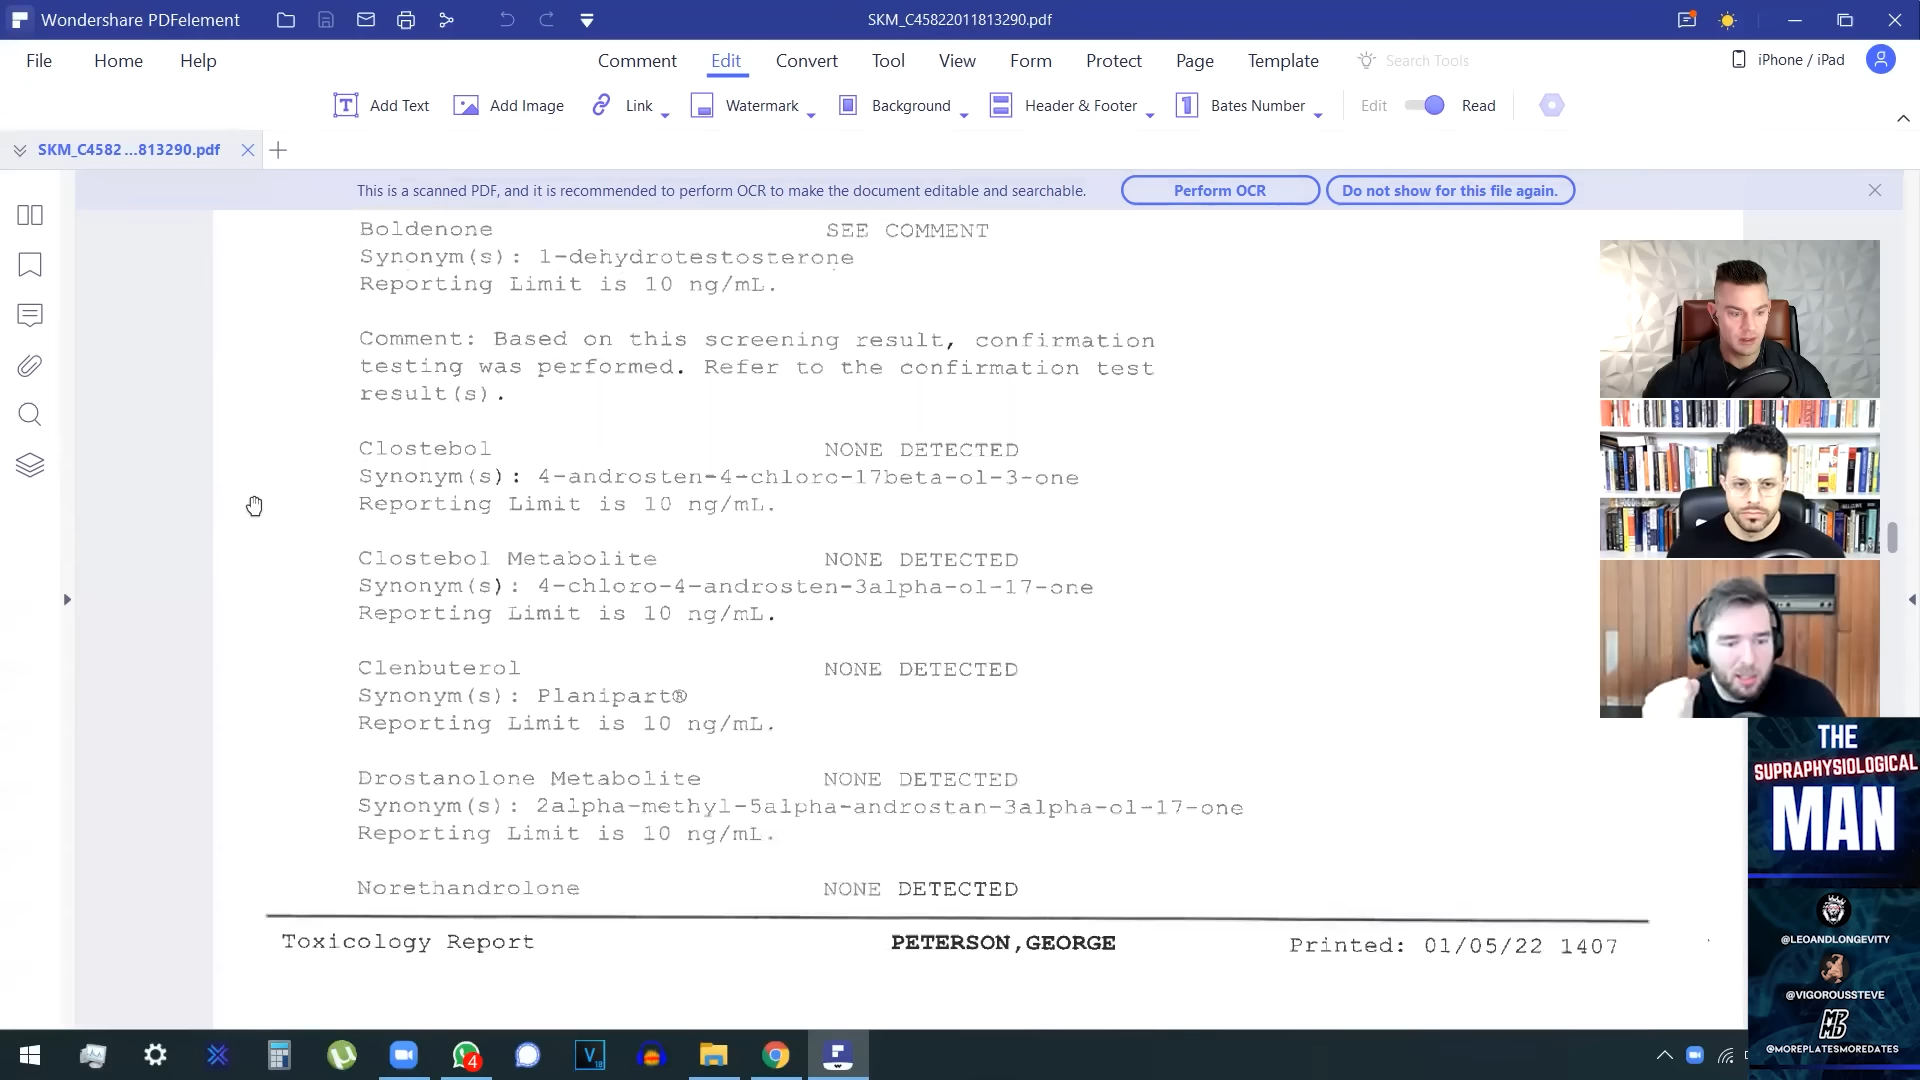 Wondershare PDFelement
SKM_C45822011813290.pdf
File
Home
Help
Comment
Edit
Convert
Tool
View
Form
Protect
Page
Template
Search Tools
iPhone / iPad
Add Text
Add Image
Link
Watermark
Background
Header & Footer
Bates Number
Edit
Read
SKM_C4582 ...813290.pdf
This is a scanned PDF, and it is recommended to perform OCR to make the document editable and searchable.
Perform OCR
Do not show for this file again.
Boldenone SEE COMMENT
Synonym(s): 1-dehydrotestosterone
Reporting Limit is 10 ng/mL.
Comment: Based on this screening result, confirmation
testing was performed. Refer to the confirmation test
result(s).
Clostebol NONE DETECTED
Synonym(s): 4-androsten-4-chloro-17beta-ol-3-one
Reporting Limit is 10 ng/mL.
Clostebol Metabolite NONE DETECTED
Synonym(s): 4-chloro-4-androsten-3alpha-ol-17-one
Reporting Limit is 10 ng/mL.
Clenbuterol NONE DETECTED
Synonym(s): Planipart®
Reporting Limit is 10 ng/mL.
Drostanolone Metabolite NONE DETECTED
Synonym(s): 2alpha-methyl-5alpha-androstan-3alpha-ol-17-one
Reporting Limit is 10 ng/mL.
Norethandrolone NONE DETECTED
Toxicology Report PETERSON,GEORGE Printed: 01/05/22 1407
THE
SUPRAPHYSIOLOGICAL
MAN
@LEOANDLONGEVITY
@VIGOROUSSTEVE
@MOREPLATESMOREDATES
4